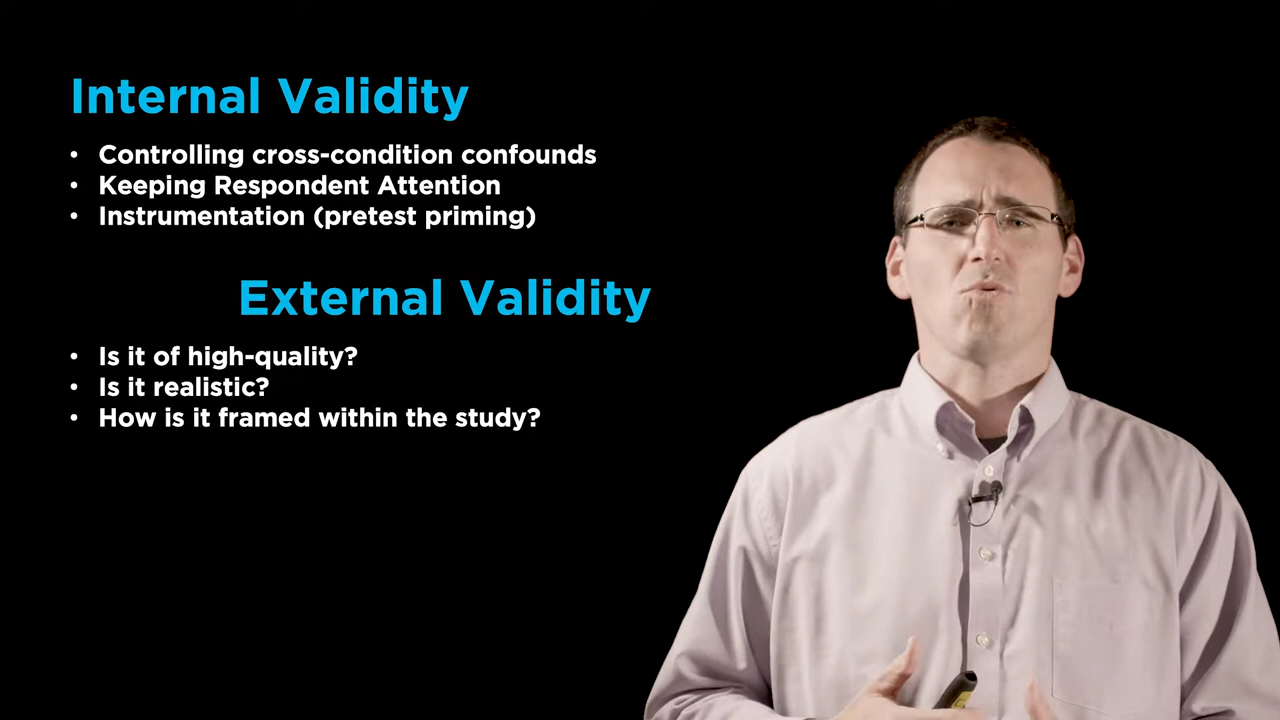 Internal Validity
• Controlling cross-condition confounds
• Keeping Respondent Attention
• Instrumentation (pretest priming)
External Validity
• Is it of high-quality?
• Is it realistic?
• How is it framed within the study?